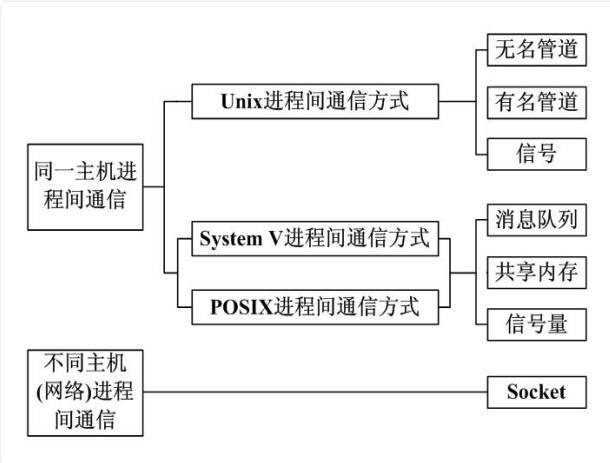 无名管道
Unix进程间通信方式
有名管道
信号
同一主机进
程间通信
消息队列
System V进程间通信方式
共享内存
POSIX进程间通信方式
信号量
不同主机
(网络)进程
间通信
Socket